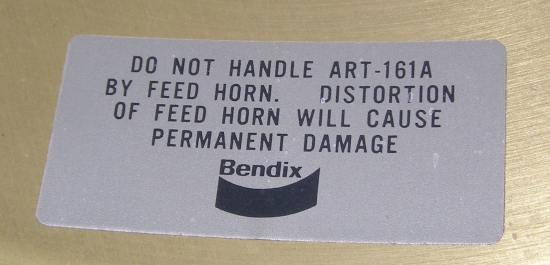 DO NOT HANDLE ART-161A
BY FEED HORN. DISTORTION
OF FEED HORN WILL CAUSE
PERMANENT DAMAGE
Bendix